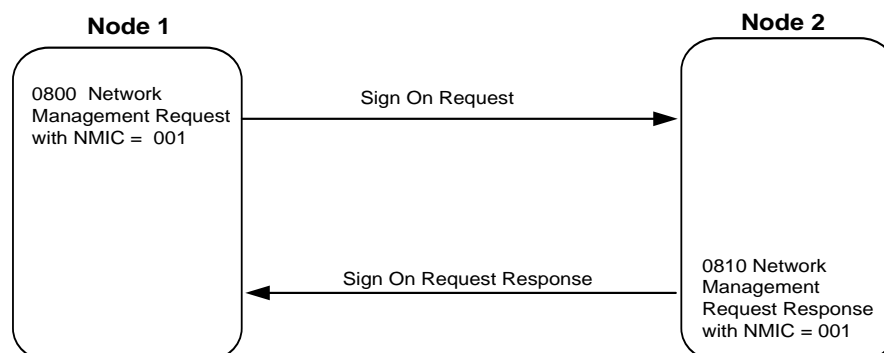 Node 1
Node 2
0800 Network
Management Request
with NMIC = 001
Sign On Request
Sign On Request Response
0810 Network
Management
Request Response
with NMIC = 001